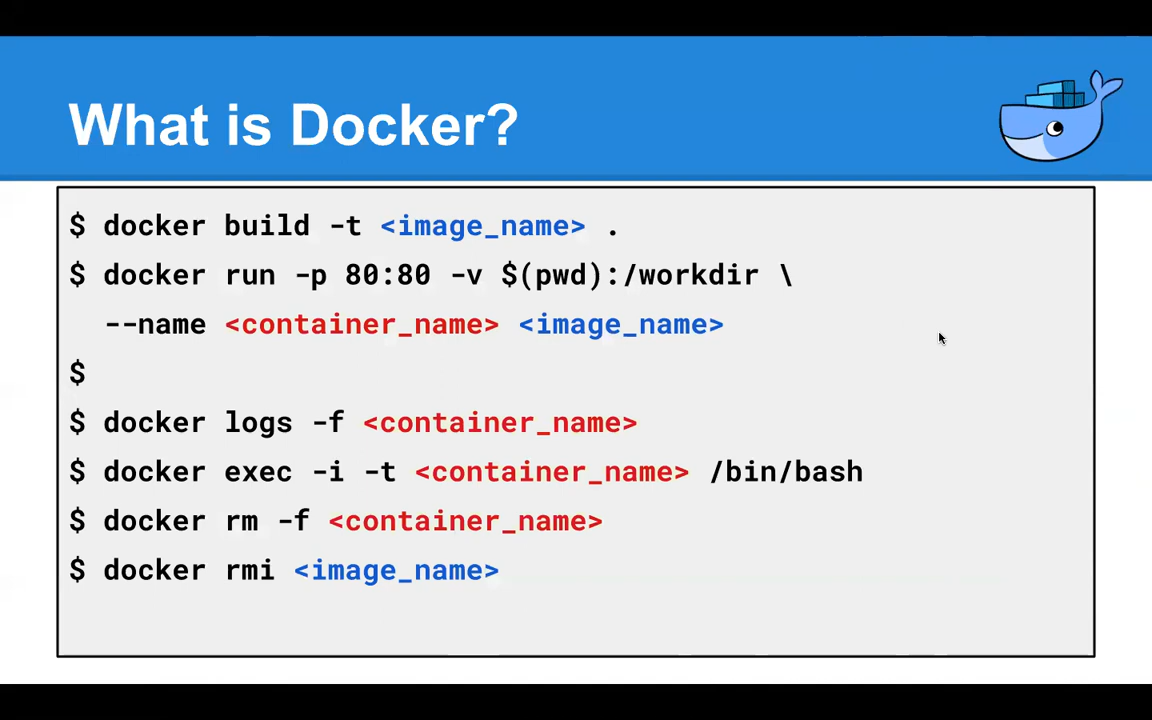 What is Docker?
$ docker build -t <image_name> .
$ docker run -p 80:80 -v $(pwd):/workdir \
--name <container_name> <image_name>
$
$ docker logs -f <container_name>
$ docker exec -i -t <container_name> /bin/bash
$ docker rm -f <container_name>
$ docker rmi <image_name>